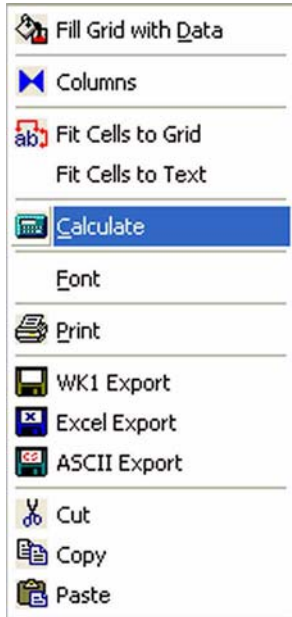 Fill Grid with Data
Columns
Fit Cells to Grid
Fit Cells to Text
Calculate
Font
Print
WK1 Export
Excel Export
ASCII Export
Cut
Copy
Paste